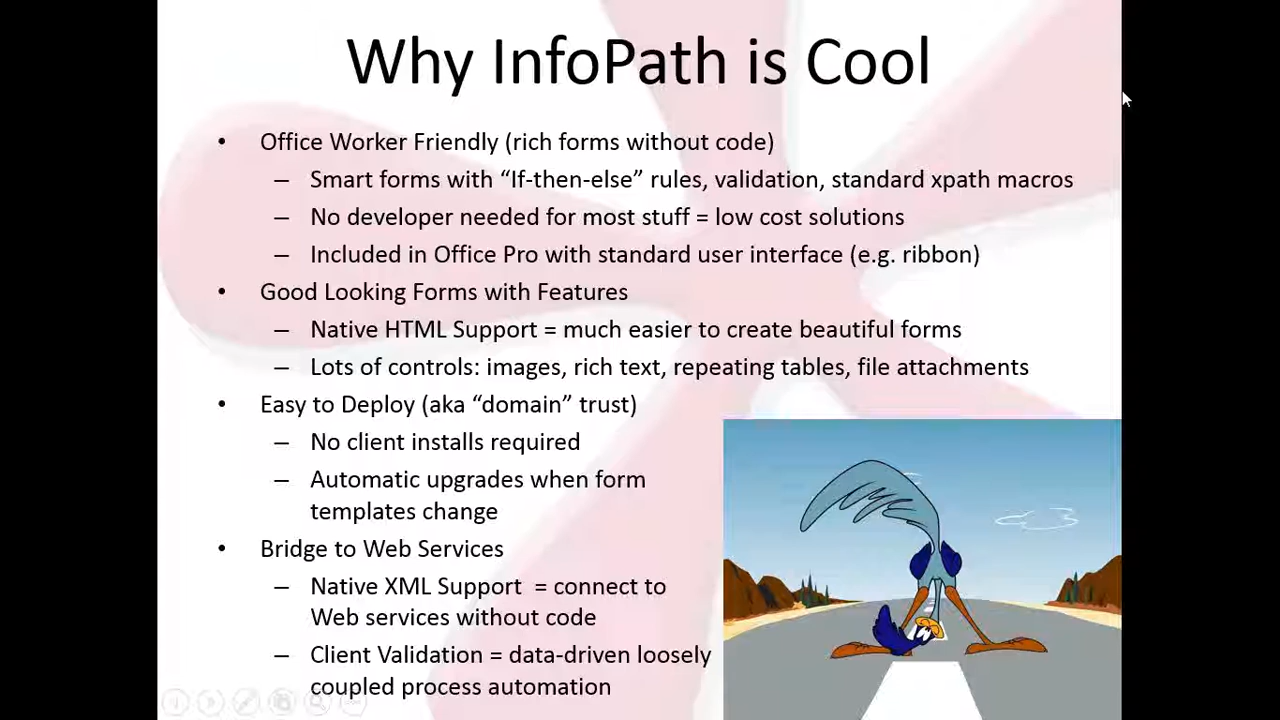 Why InfoPath is Cool
• Office Worker Friendly (rich forms without code)
– Smart forms with “If-then-else” rules, validation, standard xpath macros
– No developer needed for most stuff = low cost solutions
– Included in Office Pro with standard user interface (e.g. ribbon)
• Good Looking Forms with Features
– Native HTML Support = much easier to create beautiful forms
– Lots of controls: images, rich text, repeating tables, file attachments
• Easy to Deploy (aka “domain” trust)
– No client installs required
– Automatic upgrades when form
templates change
• Bridge to Web Services
– Native XML Support  = connect to
Web services without code
– Client Validation = data-driven loosely
coupled process automation